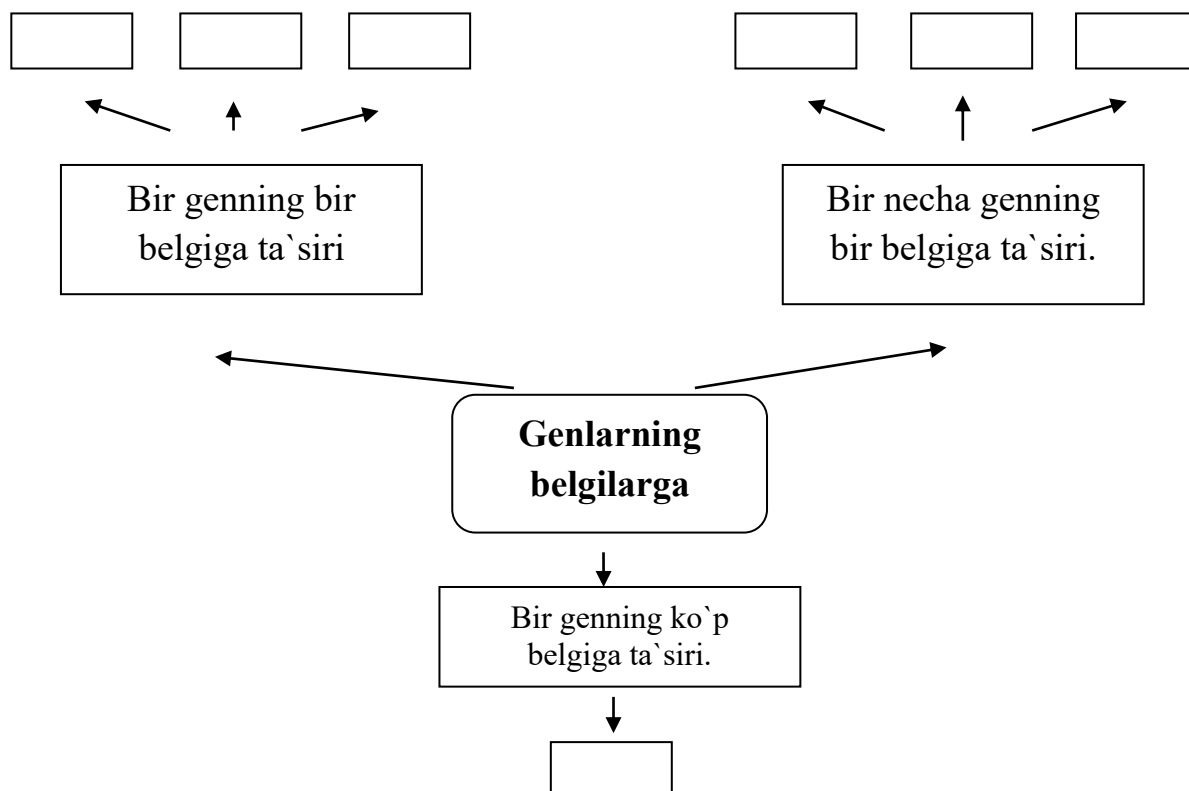 Bir genning bir
belgiga ta`siri
Bir necha genning
bir belgiga ta`siri.
Genlarning
belgilarga
Bir genning ko`p
belgiga ta`siri.